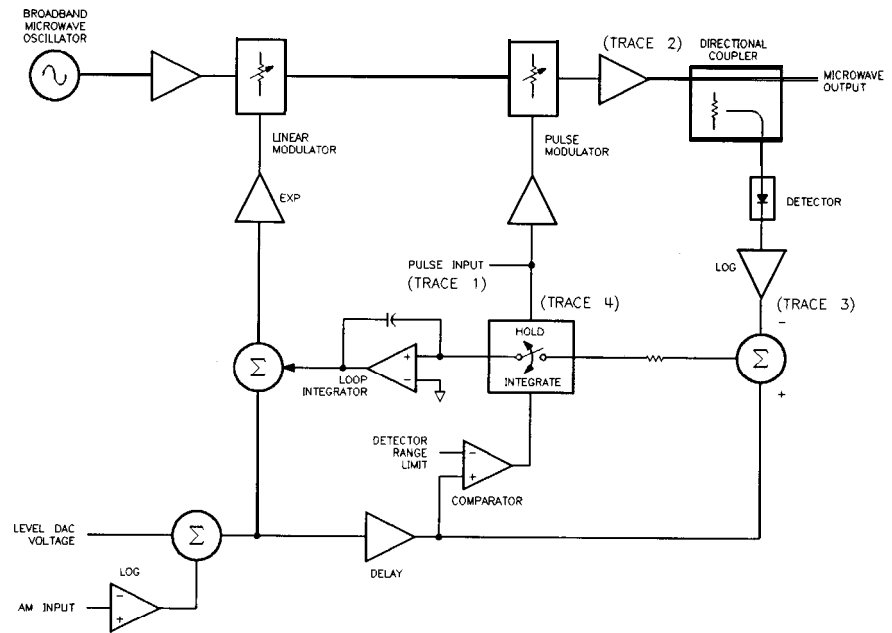 BROADBAND
MICROWAVE
OSCILLATOR
(TRACE 2)
DIRECTIONAL
COUPLER
MICROWAVE
OUTPUT
LINEAR
MODULATOR
PULSE
MODULATOR
EXP
DETECTOR
LOG
PULSE INPUT
(TRACE 1)
(TRACE 4)
(TRACE 3)
HOLD
INTEGRATE
-
Σ
+
Σ
+
-
LOOP
INTEGRATOR
DETECTOR
RANGE
LIMIT
-
+
COMPARATOR
LEVEL DAC
VOLTAGE
Σ
DELAY
LOG
AM INPUT
-
+